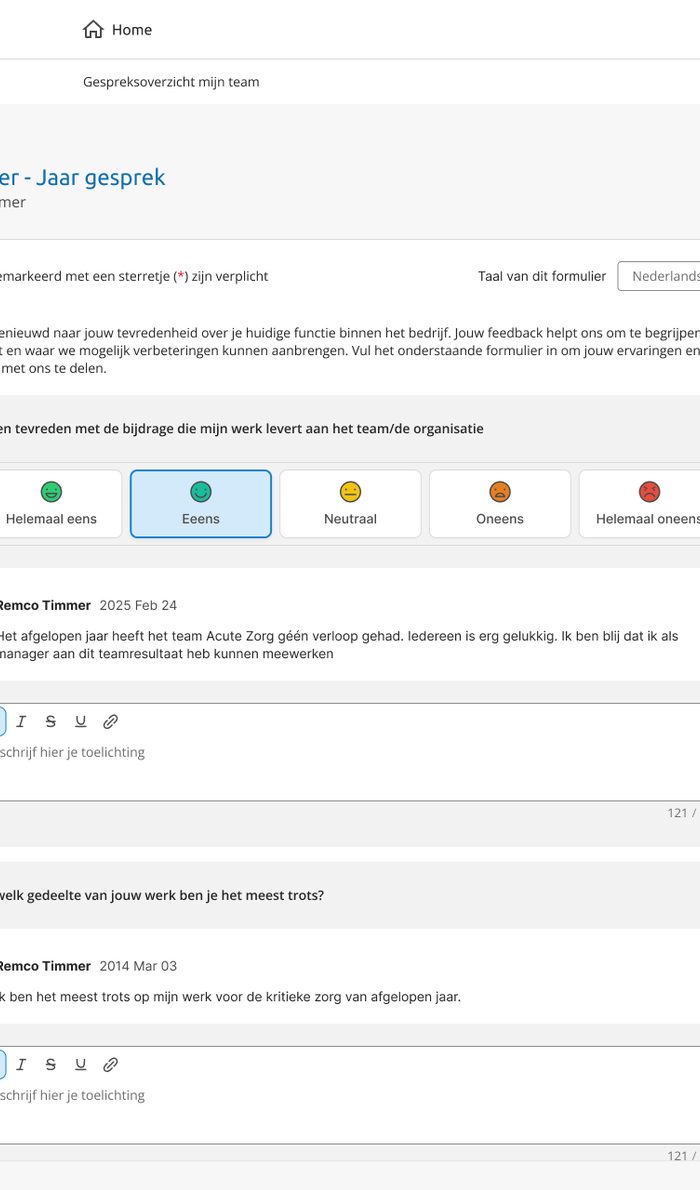 Home
Gespreksoverzicht mijn team
er - Jaar gesprek
mer
emarkeerd met een sterretje (*) zijn verplicht
Taal van dit formulier
Nederlands
enieuwd naar jouw tevredenheid over je huidige functie binnen het bedrijf. Jouw feedback helpt ons om te begrijpen
t en waar we mogelijk verbeteringen kunnen aanbrengen. Vul het onderstaande formulier in om jouw ervaringen en
met ons te delen.
en tevreden met de bijdrage die mijn werk levert aan het team/de organisatie
Helemaal eens
Eeens
Neutraal
Oneens
Helemaal oneens
Remco Timmer 2025 Feb 24
Het afgelopen jaar heeft het team Acute Zorg géén verloop gehad. Iedereen is erg gelukkig. Ik ben blij dat ik als
manager aan dit teamresultaat heb kunnen meewerken
I S U
schrijf hier je toelichting
121 /
welk gedeelte van jouw werk ben je het meest trots?
Remco Timmer 2014 Mar 03
k ben het meest trots op mijn werk voor de kritieke zorg van afgelopen jaar.
I S U
schrijf hier je toelichting
121 /